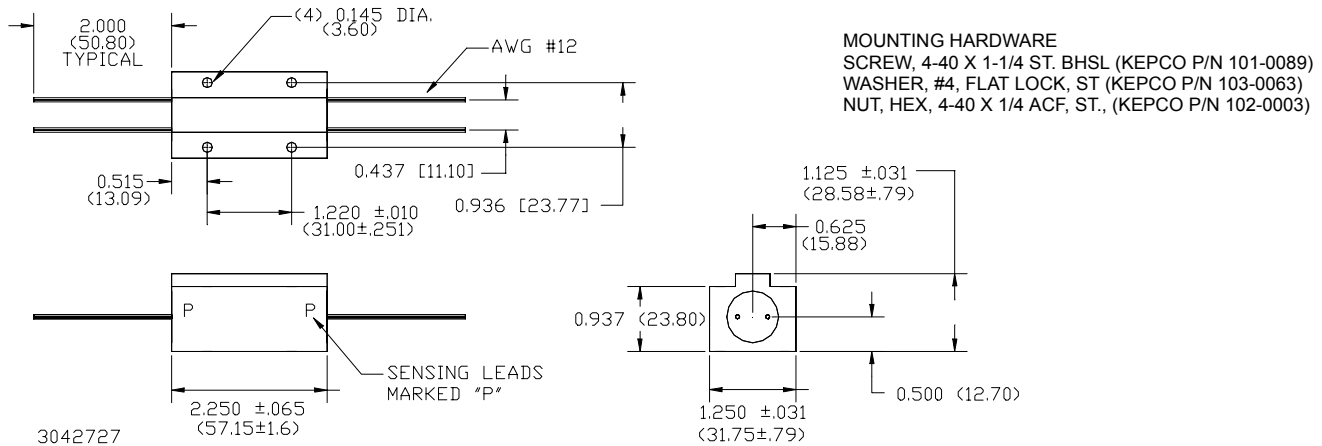 2.000
(50.80)
TYPICAL
(4) 0.145 DIA.
(3.60)
AWG #12
MOUNTING HARDWARE
SCREW, 4-40 X 1-1/4 ST. BHSL (KEPCO P/N 101-0089)
WASHER, #4, FLAT LOCK, ST (KEPCO P/N 103-0063)
NUT, HEX, 4-40 X 1/4 ACF, ST., (KEPCO P/N 102-0003)
0.515
(13.09)
0.437 [11.10]
1.220 ±.010
(31.00±.251)
0.936 [23.77]
1.125 ±.031
(28.58±.79)
0.625
(15.88)
P
P
0.937 (23.80)
SENSING LEADS
MARKED "P"
0.500 (12.70)
2.250 ±.065
(57.15±1.6)
1.250 ±.031
(31.75±.79)
3042727